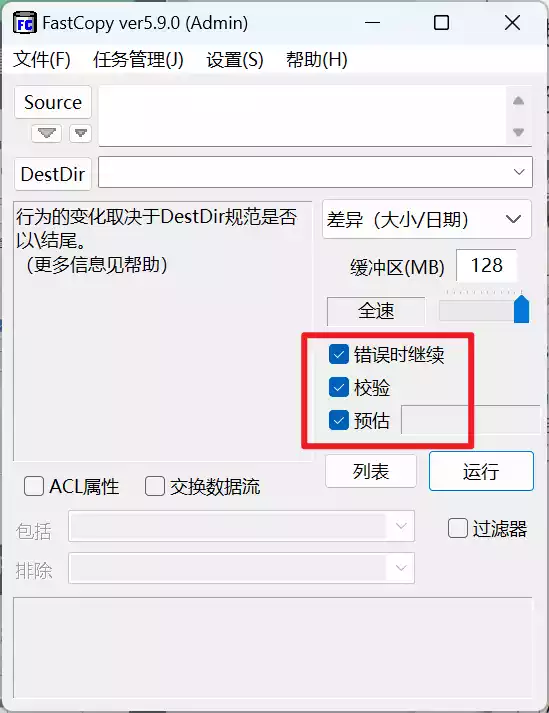 FC FastCopy ver5.9.0 (Admin)
文件(F) 任务管理(J) 设置(S) 帮助(H)
Source
DestDir
行为的变化取决于DestDir规范是否
以\结尾。
（更多信息见帮助）
差异（大小/日期）
缓冲区(MB) 128
全速
错误时继续
校验
预估
列表 运行
ACL属性 交换数据流
包括 过滤器
排除